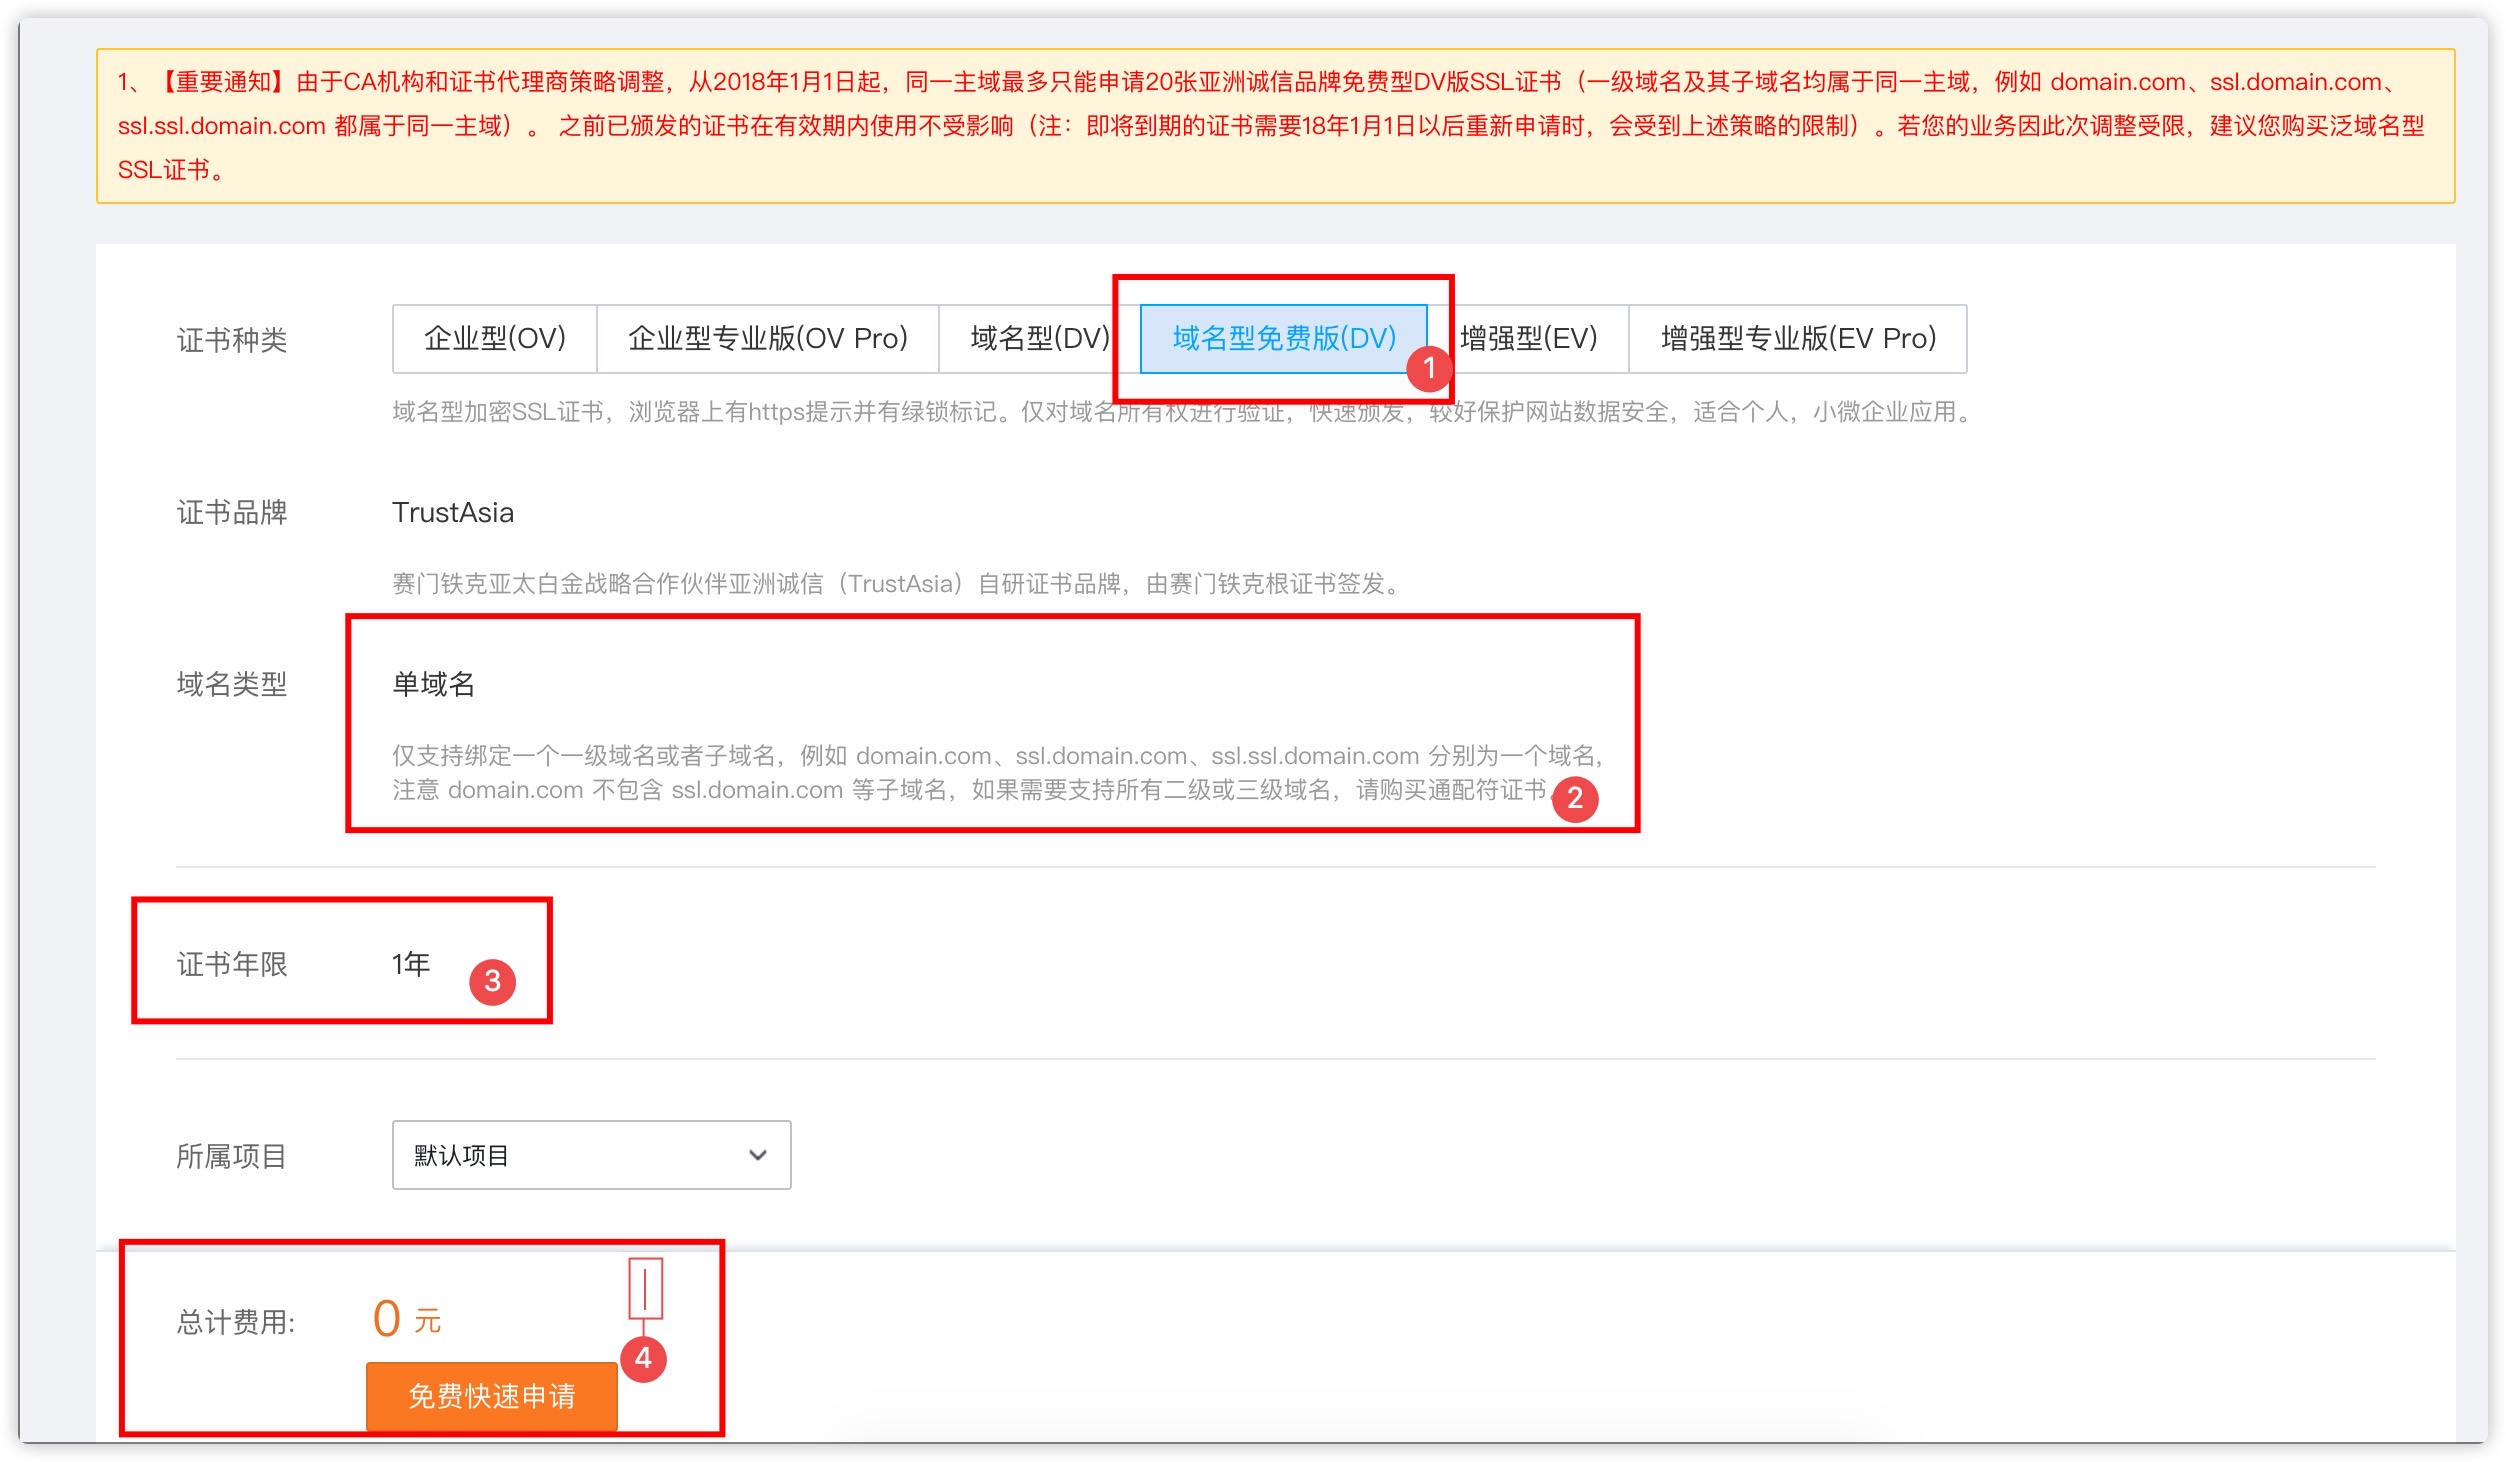 1、【重要通知】由于CA机构和证书代理商策略调整，从2018年1月1日起，同一主域最多只能申请20张亚洲诚信品牌免费型DV版SSL证书（一级域名及其子域名均属于同一主域，例如 domain.com、ssl.domain.com、
ssl.ssl.domain.com 都属于同一主域）。 之前已颁发的证书在有效期内使用不受影响（注：即将到期的证书需要18年1月1日以后重新申请时，会受到上述策略的限制）。若您的业务因此次调整受限，建议您购买泛域名型
SSL证书。
证书种类 企业型(OV) 企业型专业版(OV Pro) 域名型(DV) 域名型免费版(DV) 增强型(EV) 增强型专业版(EV Pro)
1
域名型加密SSL证书，浏览器上有https提示并有绿锁标记。仅对域名所有权进行验证，快速颁发，较好保护网站数据安全，适合个人，小微企业应用。
证书品牌 TrustAsia
赛门铁克亚太白金战略合作伙伴亚洲诚信（TrustAsia）自研证书品牌，由赛门铁克根证书签发。
域名类型 单域名
仅支持绑定一个一级域名或者子域名，例如 domain.com、ssl.domain.com、ssl.ssl.domain.com 分别为一个域名，
注意 domain.com 不包含 ssl.domain.com 等子域名，如果需要支持所有二级或三级域名，请购买通配符证书
2
证书年限 1年
3
所属项目 默认项目
总计费用: 0 元
4
免费快速申请